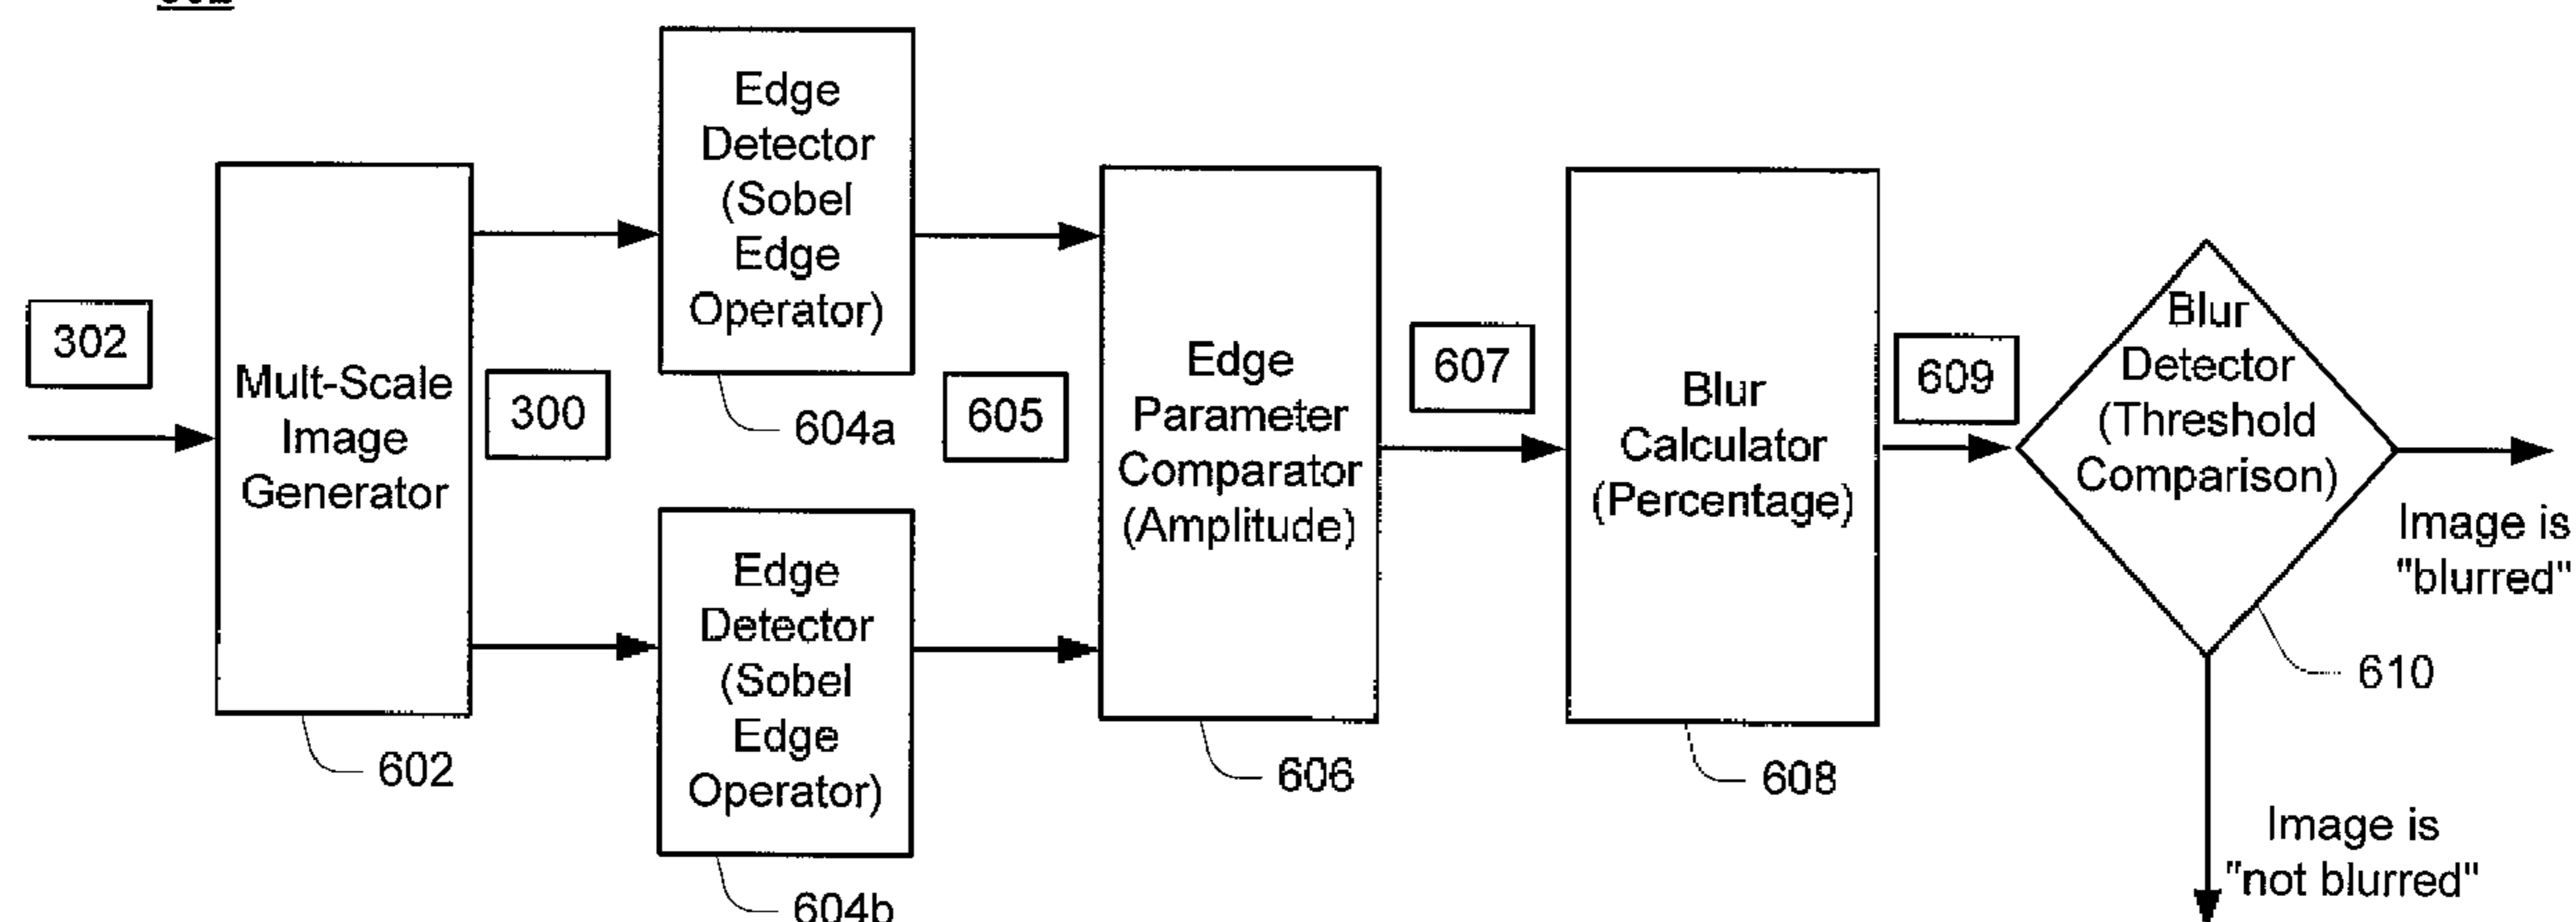 302
Mult-Scale
Image
Generator
602
300
Edge
Detector
(Sobel
Edge
Operator)
604a
Edge
Detector
(Sobel
Edge
Operator)
604b
605
Edge
Parameter
Comparator
(Amplitude)
606
607
Blur
Calculator
(Percentage)
608
609
Blur
Detector
(Threshold
Comparison)
610
Image is
"blurred"
Image is
"not blurred"